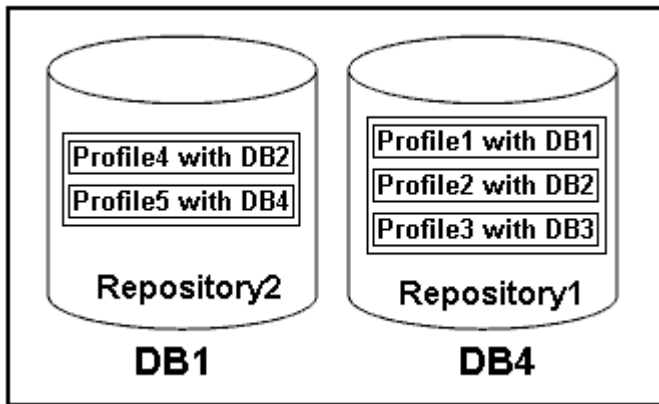 Profile4 with DB2
Profile5 with DB4
Repository2
DB1
Profile1 with DB1
Profile2 with DB2
Profile3 with DB3
Repository1
DB4